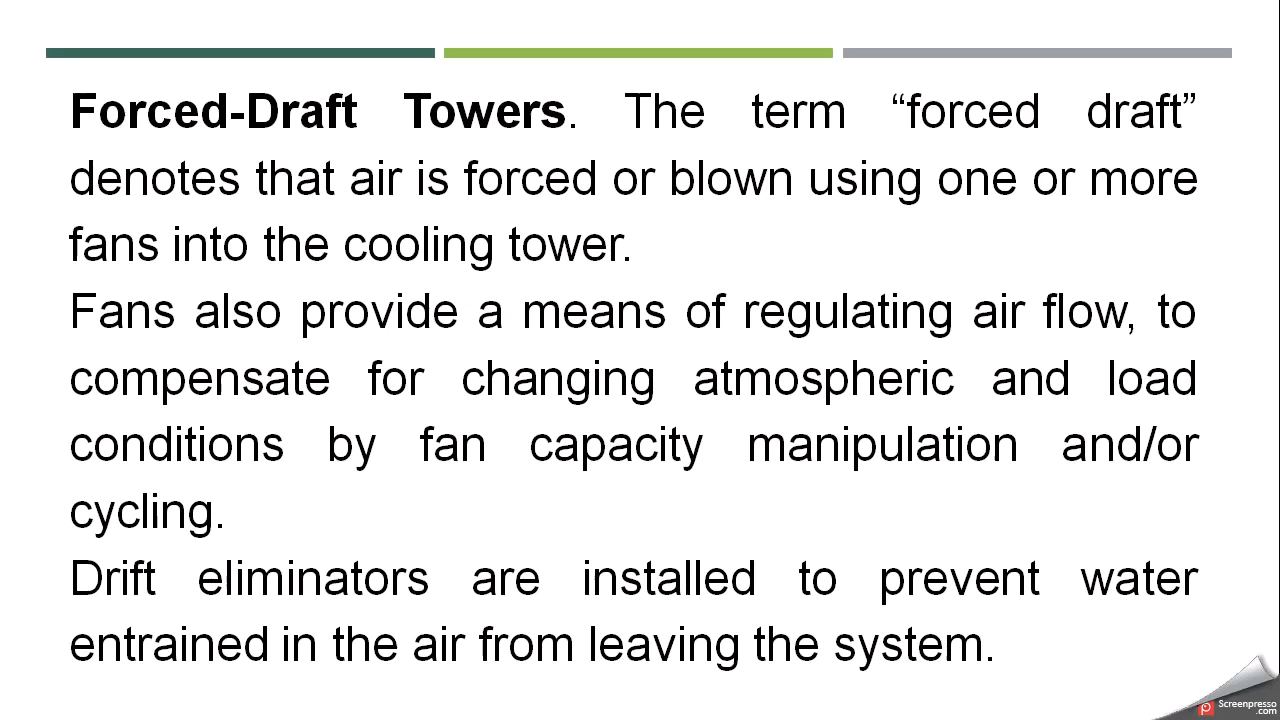 Forced-Draft Towers. The term “forced draft”
denotes that air is forced or blown using one or more
fans into the cooling tower.
Fans also provide a means of regulating air flow, to
compensate for changing atmospheric and load
conditions by fan capacity manipulation and/or
cycling.
Drift eliminators are installed to prevent water
entrained in the air from leaving the system.
Screenpresso
.com